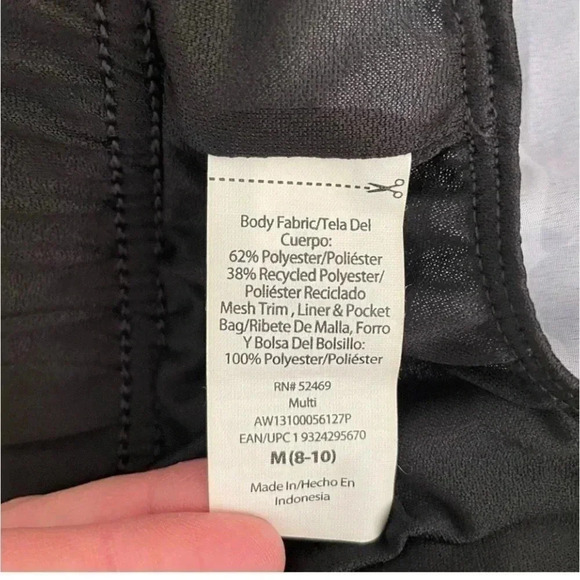 Body Fabric/Tela Del
Cuerpo:
62% Polyester/Poliéster
38% Recycled Polyester/
Poliéster Reciclado
Mesh Trim , Liner & Pocket
Bag/Ribete De Malla, Forro
Y Bolsa Del Bolsillo:
100% Polyester/Poliéster
RN# 52469
Multi
AW13100056127P
EAN/UPC 1 9324295670
M (8-10)
Made In/Hecho En
Indonesia